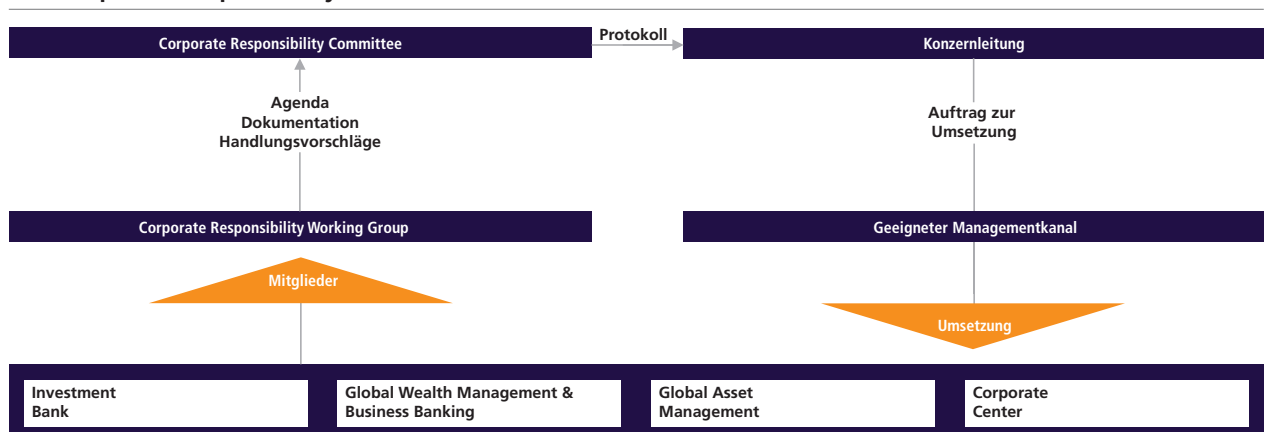 Corporate Responsibility Committee
Protokoll
Konzernleitung
Agenda
Dokumentation
Handlungsvorschläge
Auftrag zur
Umsetzung
Corporate Responsibility Working Group
Geeigneter Managementkanal
Mitglieder
Umsetzung
Investment
Bank
Global Wealth Management &
Business Banking
Global Asset
Management
Corporate
Center